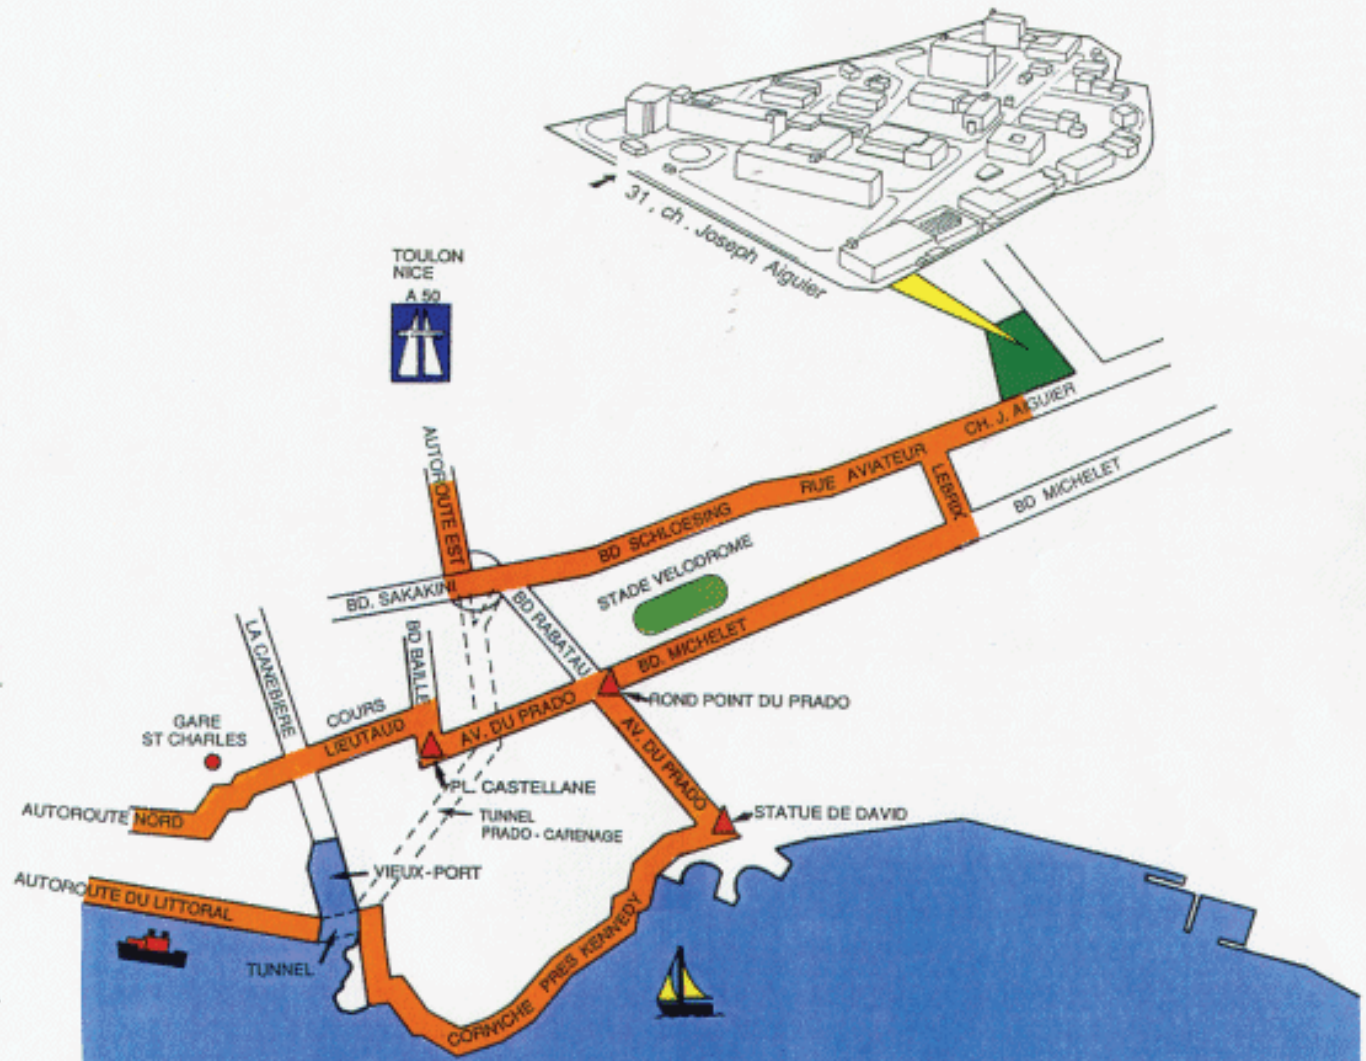 31, ch. Joseph Aiguier
TOULON
NICE
A 50
AUTOROUTE EST
CH. J. AIGUIER
RUE AVIATEUR
LEBRIX
BD MICHELET
BD SCHLOESING
STADE VELODROME
BD. SAKAKINI
BD RABATAU
BD. MICHELET
LA CANEBIERE
BD BAILLE
ROND POINT DU PRADO
COURS
LIEUTAUD
AV. DU PRADO
GARE
ST CHARLES
AV. DU PRADO
PL. CASTELLANE
AUTOROUTE NORD
TUNNEL
PRADO - CARENAGE
STATUE DE DAVID
VIEUX-PORT
AUTOROUTE DU LITTORAL
TUNNEL
CORNICHE PRES KENNEDY